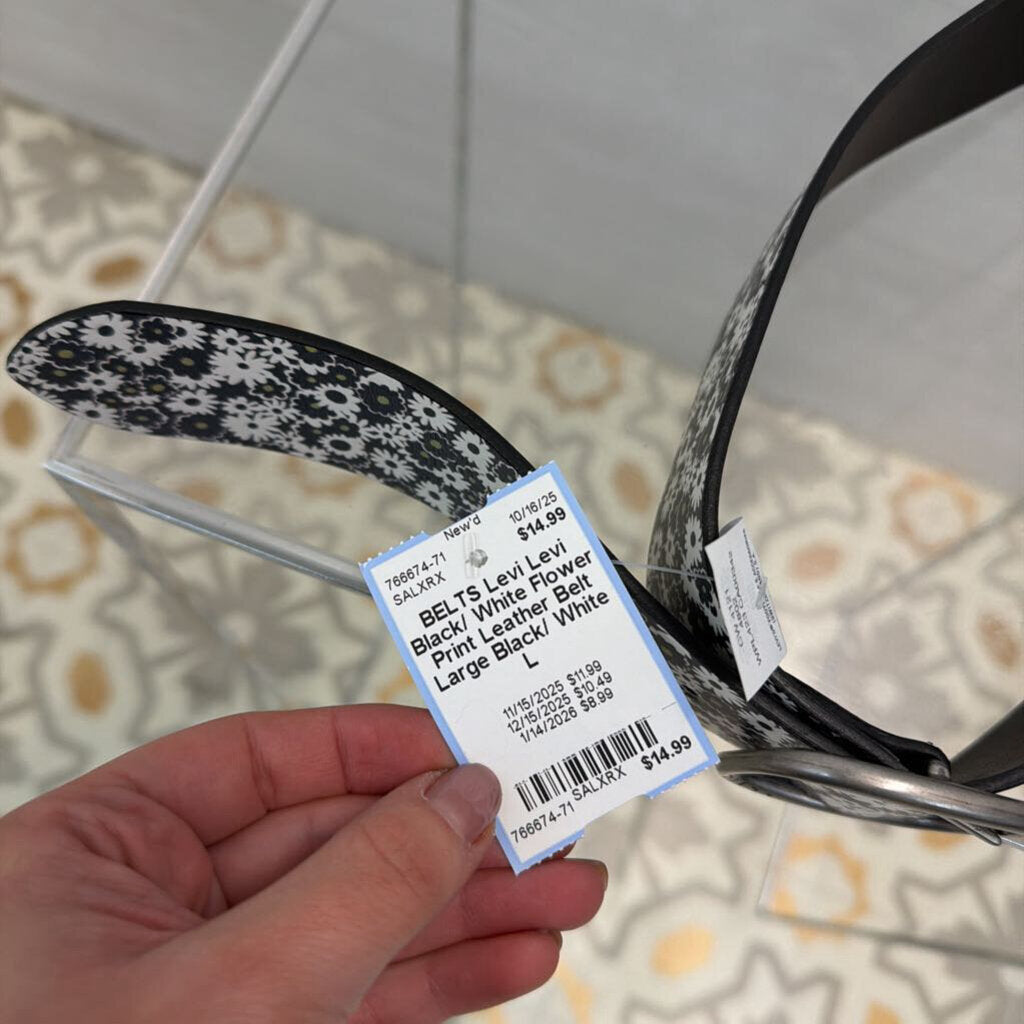 New'd
10/16/25
766674-71
$14.99
SALXRX
BELTS Levi Levi
Black/ White Flower
Print Leather Belt
Large Black/ White
L
11/15/2025 $11.99
12/15/2025 $10.49
1/14/2026 $8.99
766674-71 SALXRX $14.99